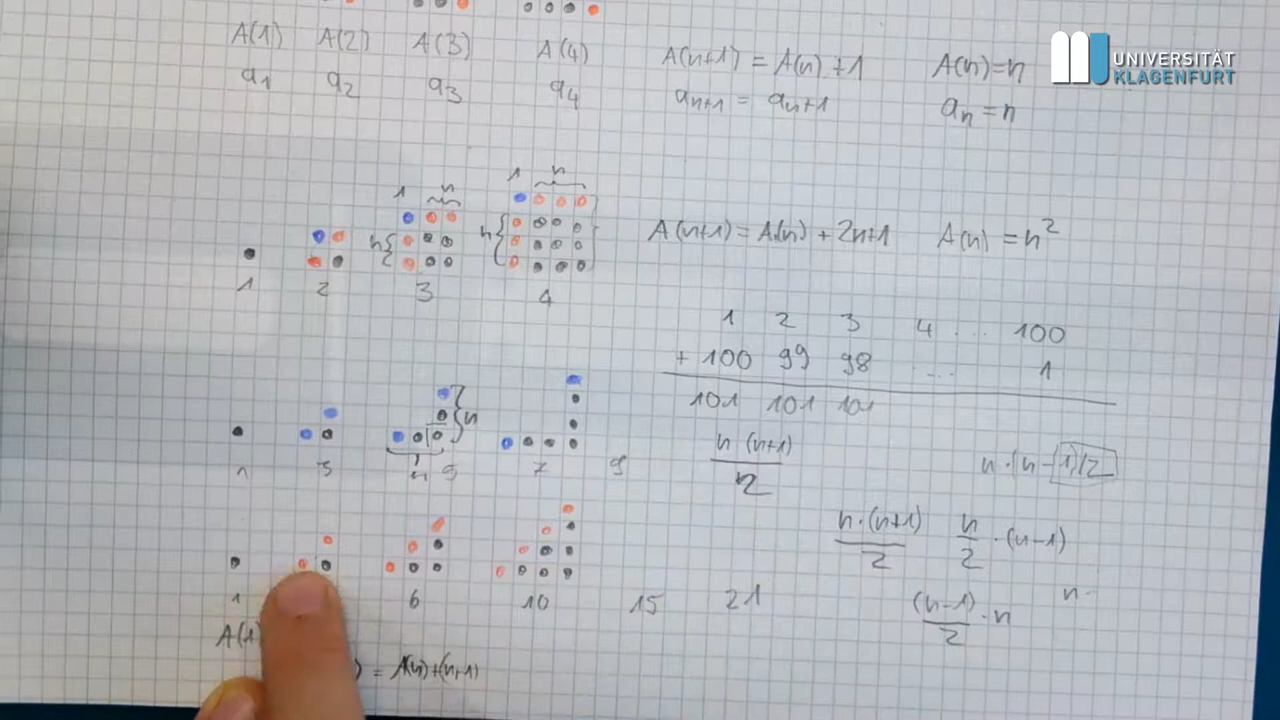 A(1) A(2) A(3) A(4) A(n+1) = A(n) + 1 A(n)=n
a1 a2 a3 a4 an+1 = an+1 an = n
UNIVERSITÄT
KLAGENFURT
1 n 1 n
n n A(n+1) = A(n) + 2n+1 A(n) = n²
1 2 3 4
1 2 3 4 ... 100
+ 100 99 98 .... 1
101 101 101
n
1 3 n 5 7 9
n (n+1)
2
n·(n-1)/2
n·(n+1) n/2 ·(n-1)
2
1 6 10 15 21
(n-1)/2 ·n n·
A(1)
) = A(n)+(n+1)